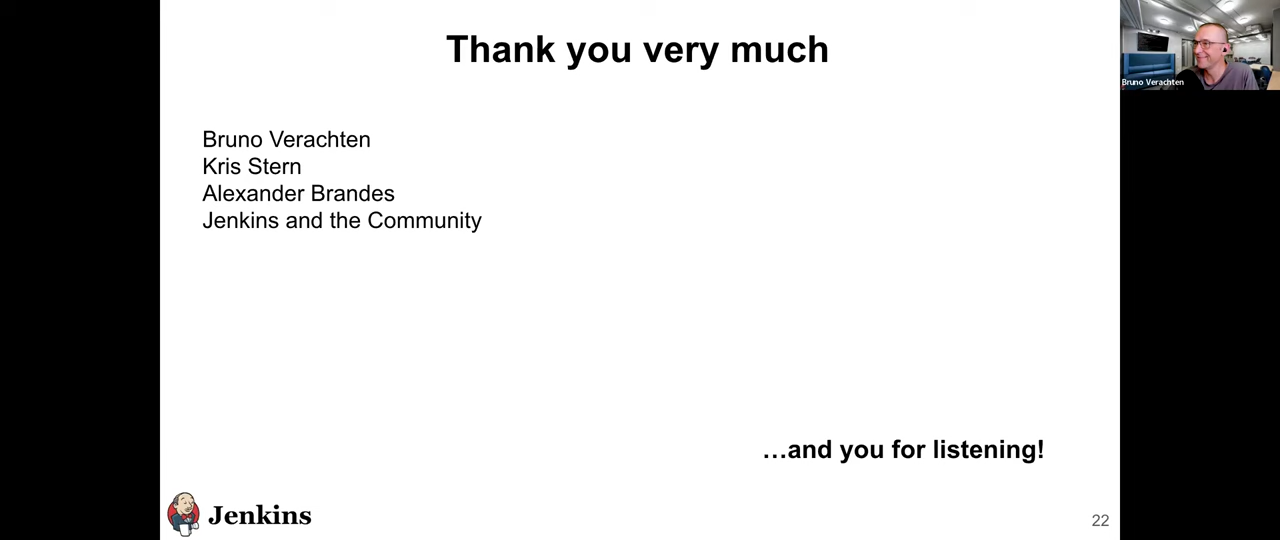 Thank you very much
Bruno Verachten
Bruno Verachten
Kris Stern
Alexander Brandes
Jenkins and the Community
…and you for listening!
Jenkins
22